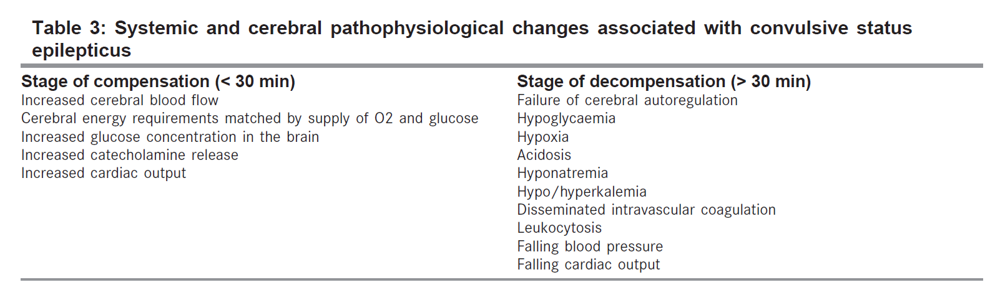 Table 3: Systemic and cerebral pathophysiological changes associated with convulsive status
epilepticus
Stage of compensation (< 30 min)
Increased cerebral blood flow
Cerebral energy requirements matched by supply of O2 and glucose
Increased glucose concentration in the brain
Increased catecholamine release
Increased cardiac output
Stage of decompensation (> 30 min)
Failure of cerebral autoregulation
Hypoglycaemia
Hypoxia
Acidosis
Hyponatremia
Hypo/hyperkalemia
Disseminated intravascular coagulation
Leukocytosis
Falling blood pressure
Falling cardiac output